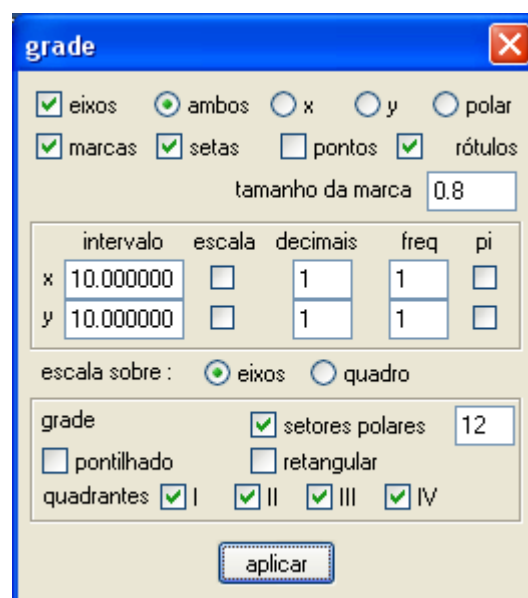 grade
eixos ambos x y polar
marcas setas pontos rótulos
tamanho da marca 0.8
intervalo escala decimais freq pi
x 10.000000 1 1
y 10.000000 1 1
escala sobre : eixos quadro
grade setores polares 12
pontilhado retangular
quadrantes I II III IV
aplicar